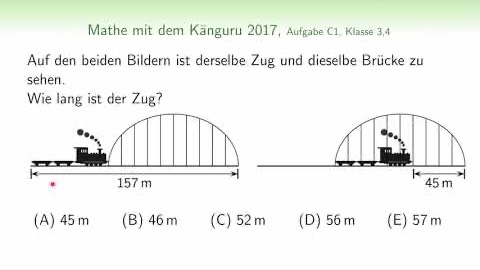 Mathe mit dem Känguru 2017, Aufgabe C1, Klasse 3,4
Auf den beiden Bildern ist derselbe Zug und dieselbe Brücke zu
sehen.
Wie lang ist der Zug?
157 m
45 m
(A) 45 m (B) 46 m (C) 52 m (D) 56 m (E) 57 m